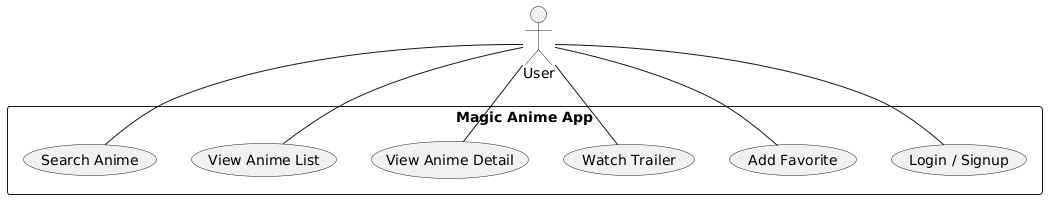 User
Magic Anime App
Search Anime
View Anime List
View Anime Detail
Watch Trailer
Add Favorite
Login / Signup